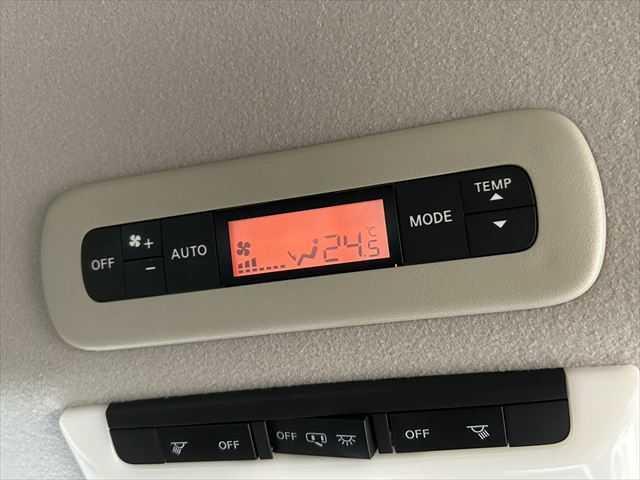 TEMP
OFF + - AUTO 24.5°C MODE
OFF OFF OFF